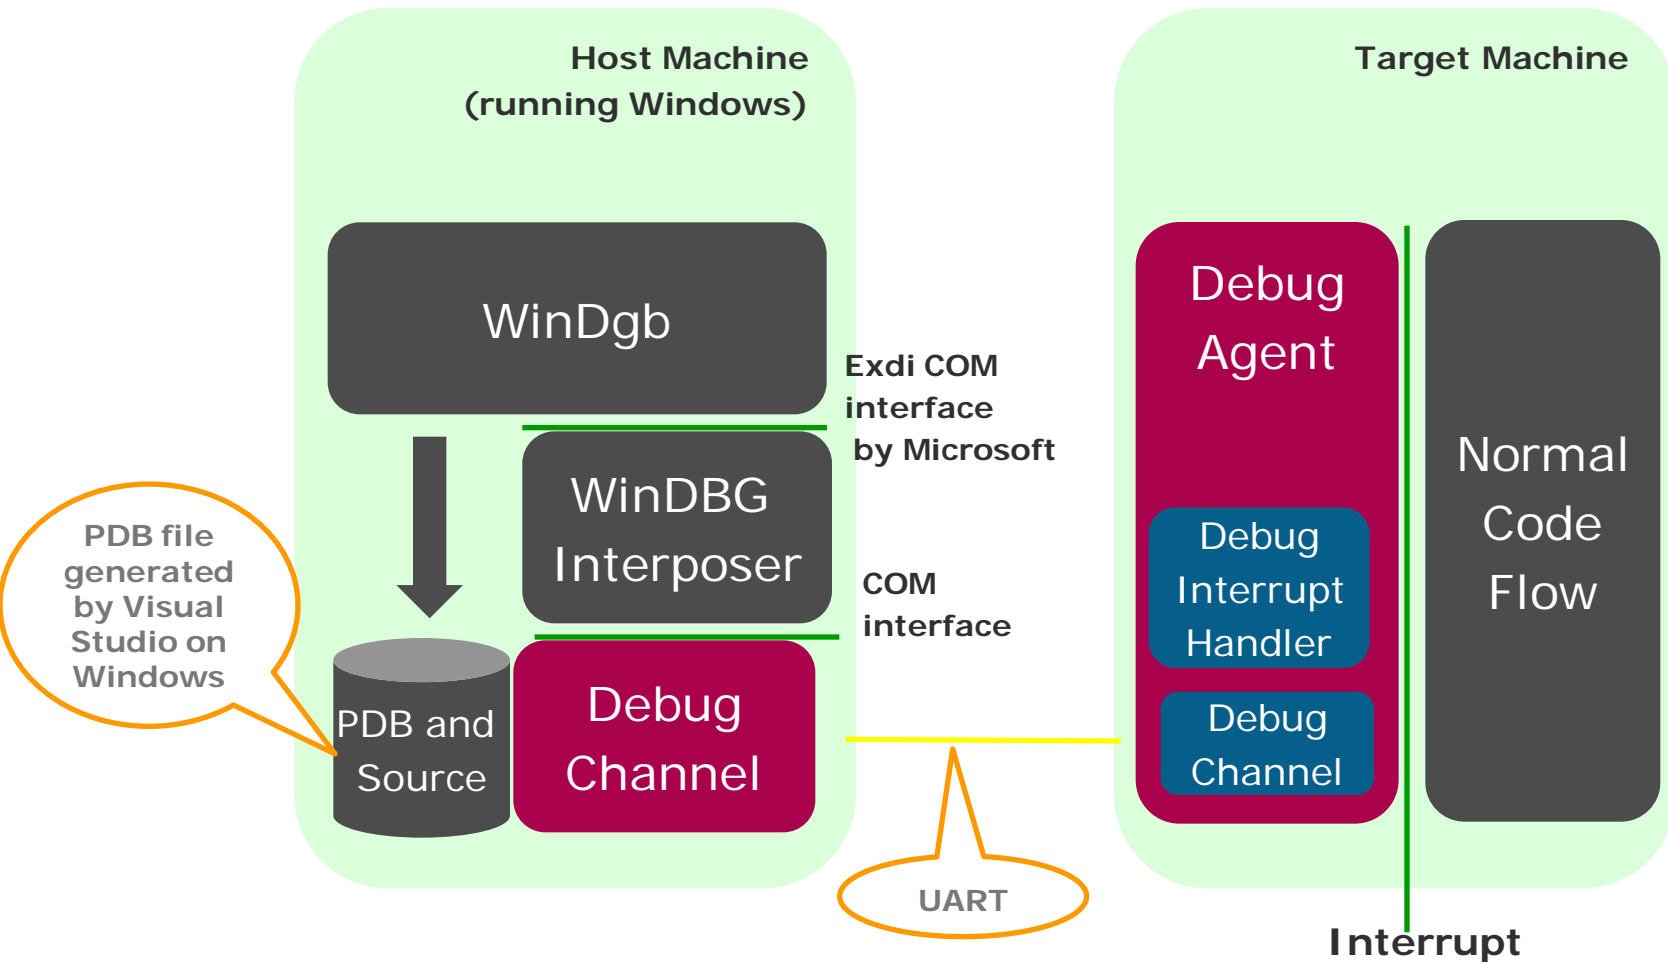 Host Machine
(running Windows)
Target Machine
WinDgb
Exdi COM
interface
by Microsoft
WinDBG
Interposer
COM
interface
PDB file
generated
by Visual
Studio on
Windows
PDB and
Source
Debug
Channel
UART
Debug
Agent
Debug
Interrupt
Handler
Debug
Channel
Normal
Code
Flow
Interrupt